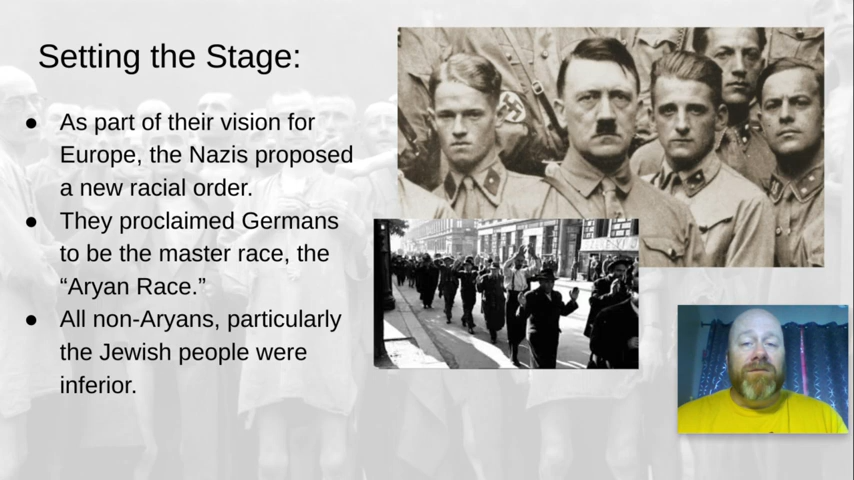 Setting the Stage:
● As part of their vision for
Europe, the Nazis proposed
a new racial order.
● They proclaimed Germans
to be the master race, the
“Aryan Race.”
● All non-Aryans, particularly
the Jewish people were
inferior.